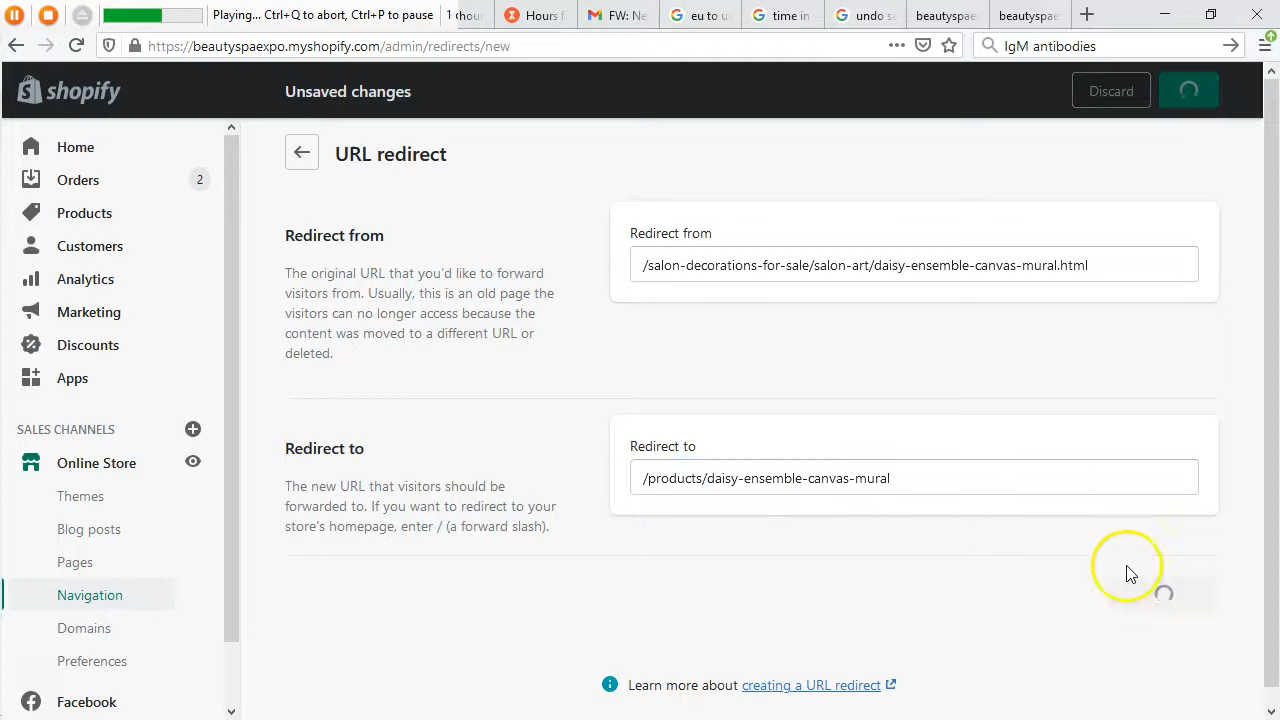 Playing... Ctrl+Q to abort, Ctrl+P to pause
1 chour
Hours f
FW: Ne
eu to u
time in
undo s
beautyspae
beautyspae
https://beautyspaexpo.myshopify.com/admin/redirects/new
IgM antibodies
shopify
Unsaved changes
Discard
Home
Orders
2
Products
Customers
Analytics
Marketing
Discounts
Apps
SALES CHANNELS
Online Store
Themes
Blog posts
Pages
Navigation
Domains
Preferences
Facebook
URL redirect
Redirect from
The original URL that you'd like to forward
visitors from. Usually, this is an old page the
visitors can no longer access because the
content was moved to a different URL or
deleted.
Redirect from
/salon-decorations-for-sale/salon-art/daisy-ensemble-canvas-mural.html
Redirect to
The new URL that visitors should be
forwarded to. If you want to redirect to your
store's homepage, enter / (a forward slash).
Redirect to
/products/daisy-ensemble-canvas-mural
Learn more about creating a URL redirect